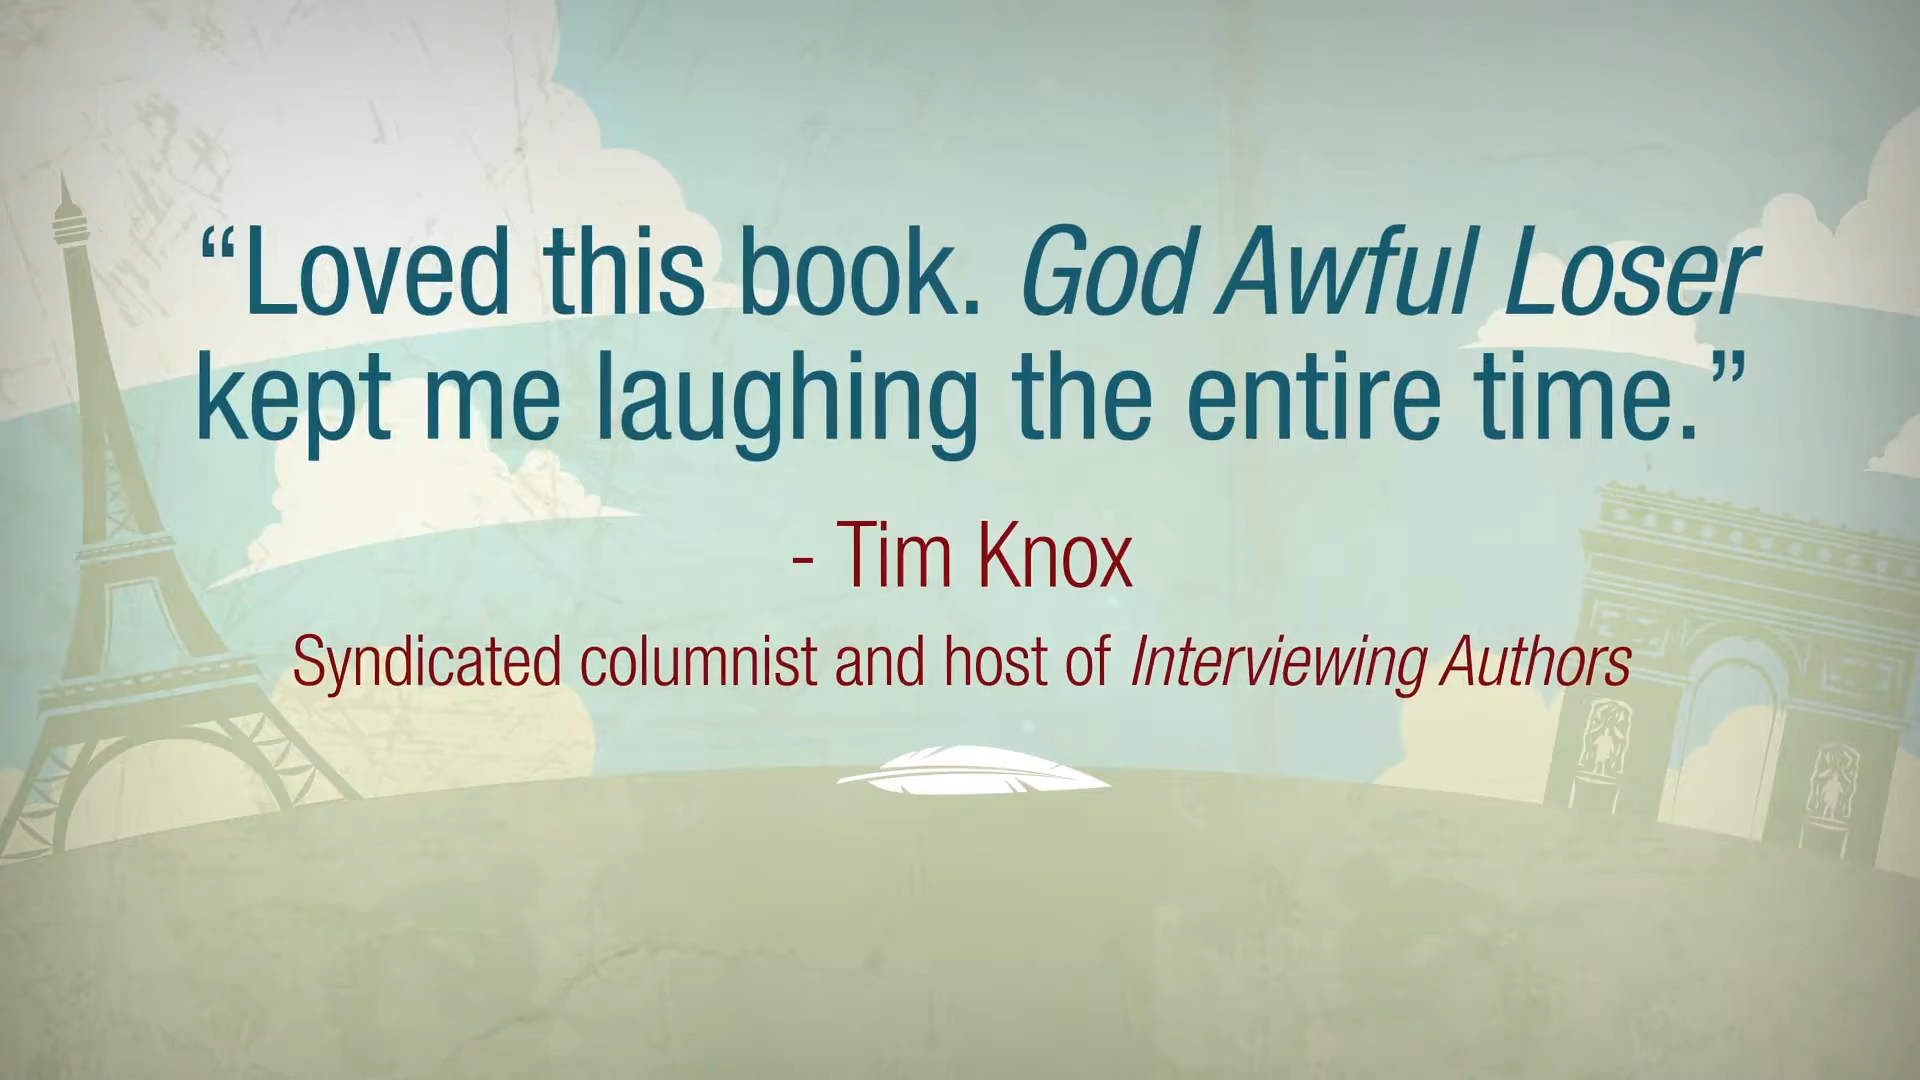 “Loved this book. God Awful Loser
kept me laughing the entire time.”
- Tim Knox
Syndicated columnist and host of Interviewing Authors